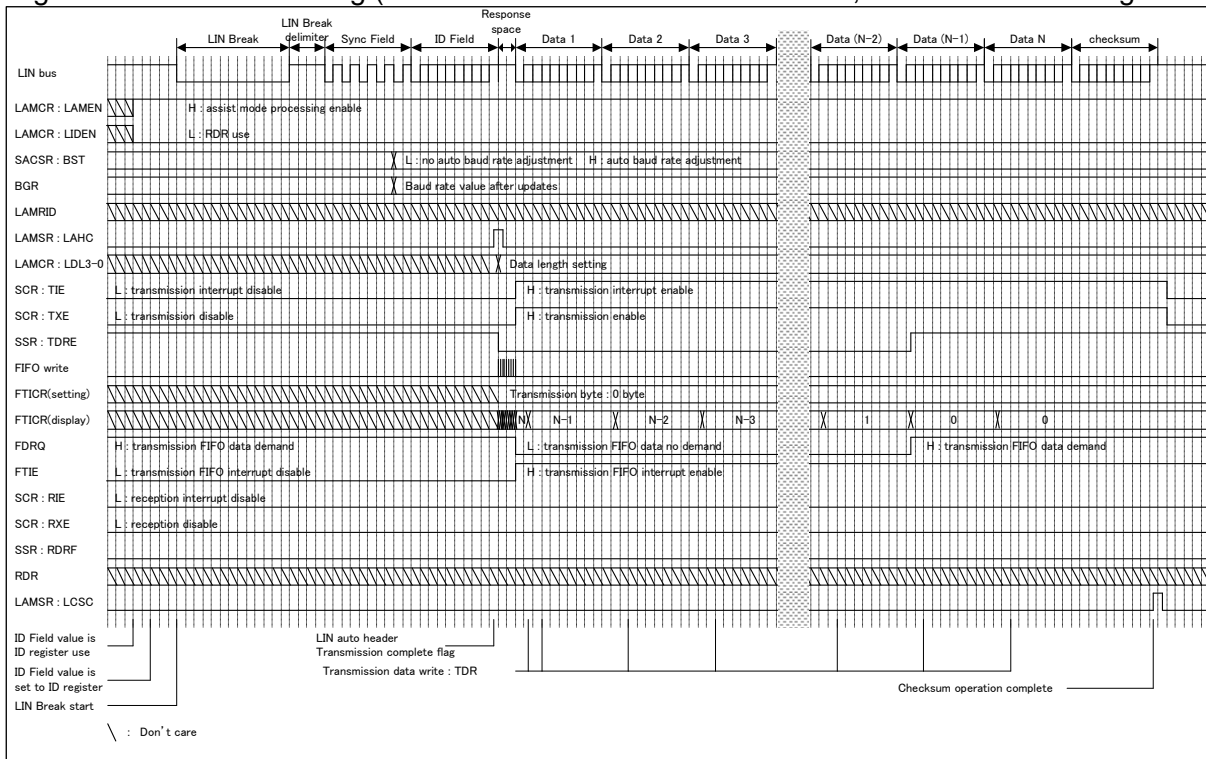 Response
space
LIN Break
delimiter
LIN Break
Sync Field
ID Field
Data 1
Data 2
Data 3
Data (N-2)
Data (N-1)
Data N
checksum
LIN bus
LAMCR : LAMEN
H : assist mode processing enable
LAMCR : LIDEN
L : RDR use
SACSR : BST
L : no auto baud rate adjustment H : auto baud rate adjustment
BGR
Baud rate value after updates
LAMRID
LAMSR : LAHC
LAMCR : LDL3-0
Data length setting
SCR : TIE
L : transmission interrupt disable
H : transmission interrupt enable
SCR : TXE
L : transmission disable
H : transmission enable
SSR : TDRE
FIFO write
FTICR(setting)
Transmission byte : 0 byte
FTICR(display)
N
N-1
N-2
N-3
1
0
0
FDRQ
H : transmission FIFO data demand
L : transmission FIFO data no demand
H : transmission FIFO data demand
FTIE
L : transmission FIFO interrupt disable
H : transmission FIFO interrupt enable
SCR : RIE
L : reception interrupt disable
SCR : RXE
L : reception disable
SSR : RDRF
RDR
LAMSR : LCSC
ID Field value is
ID register use
ID Field value is
set to ID register
LIN Break start
LIN auto header
Transmission complete flag
Transmission data write : TDR
Checksum operation complete
\ : Don't care